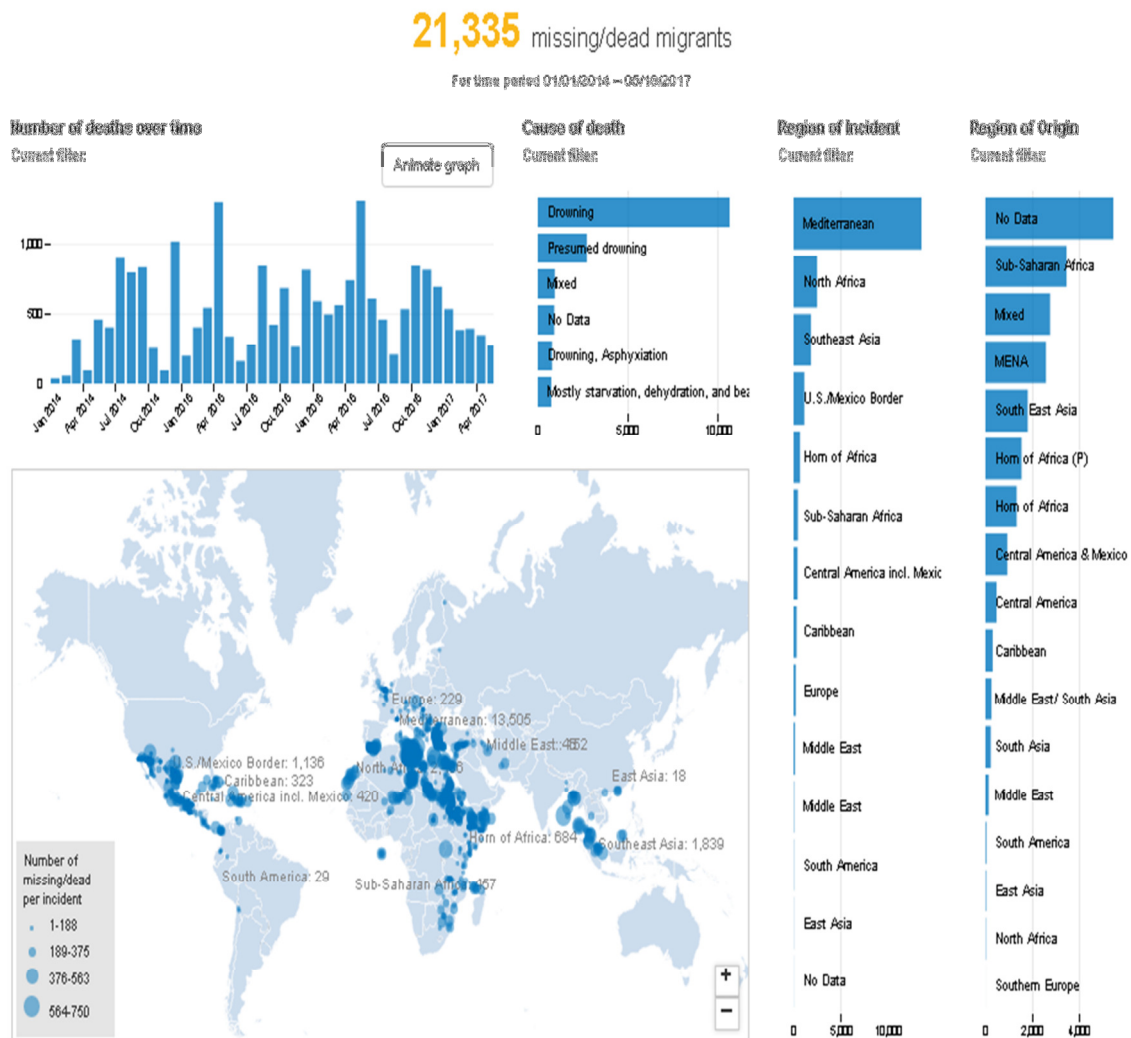 21,335 missing/dead migrants
For time period 01/01/2014 – 05/16/2017
Number of deaths over time
Current filter:
Animate graph
1,000
500
0
Jan 2014
Apr 2014
Jul 2014
Oct 2014
Jan 2015
Apr 2015
Jul 2015
Oct 2015
Jan 2016
Apr 2016
Jul 2016
Oct 2016
Jan 2017
Apr 2017
Cause of death
Current filter:
Drowning
Presumed drowning
Mixed
No Data
Drowning, Asphyxiation
Mostly starvation, dehydration, and bea
0
5,000
10,000
Region of Incident
Current filter:
Mediterranean
North Africa
Southeast Asia
U.S./Mexico Border
Horn of Africa
Sub-Saharan Africa
Central America incl. Mexic
Caribbean
Europe
Middle East
Middle East
South America
East Asia
No Data
0
5,000
10,000
Region of Origin
Current filter:
No Data
Sub-Saharan Africa
Mixed
MENA
South East Asia
Horn of Africa (P)
Horn of Africa
Central America & Mexico
Central America
Caribbean
Middle East/ South Asia
South Asia
Middle East
South America
East Asia
North Africa
Southern Europe
0
2,000
4,000
Europe: 229
Mediterranean: 13,505
Middle East:
U.S./Mexico Border: 1,136
North Africa:
East Asia: 18
Caribbean: 323
Central America incl. Mexico: 420
Horn of Africa: 684
Southeast Asia: 1,839
South America: 29
Sub-Saharan Africa:
Number of
missing/dead
per incident
1-188
189-375
376-563
564-750
+
−